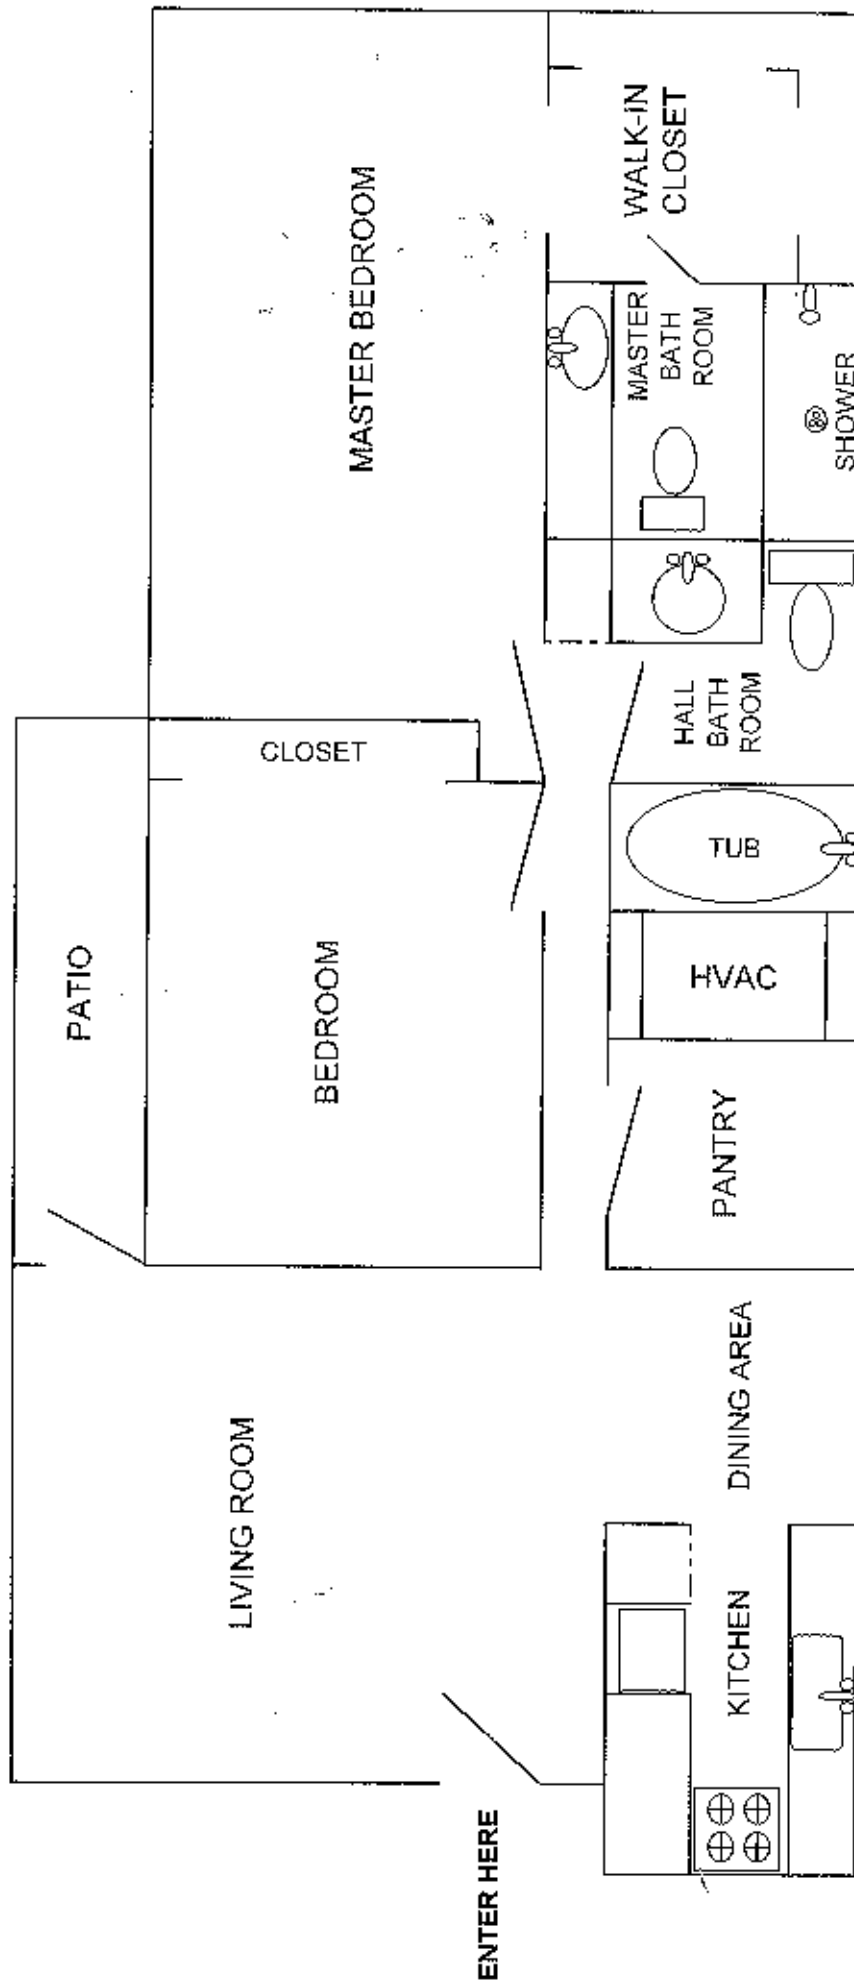 MASTER BEDROOM
WALK-IN
CLOSET
MASTER
BATH
ROOM
SHOWER
CLOSET
HALL
BATH
ROOM
TUB
PATIO
BEDROOM
HVAC
PANTRY
LIVING ROOM
DINING AREA
KITCHEN
ENTER HERE